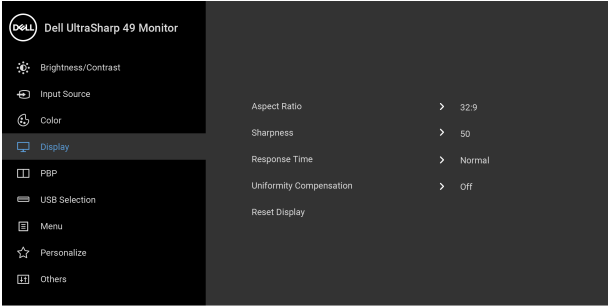 DELL Dell UltraSharp 49 Monitor
Brightness/Contrast
Input Source
Color
Display
PBP
USB Selection
Menu
Personalize
Others
Aspect Ratio > 32:9
Sharpness > 50
Response Time > Normal
Uniformity Compensation > Off
Reset Display